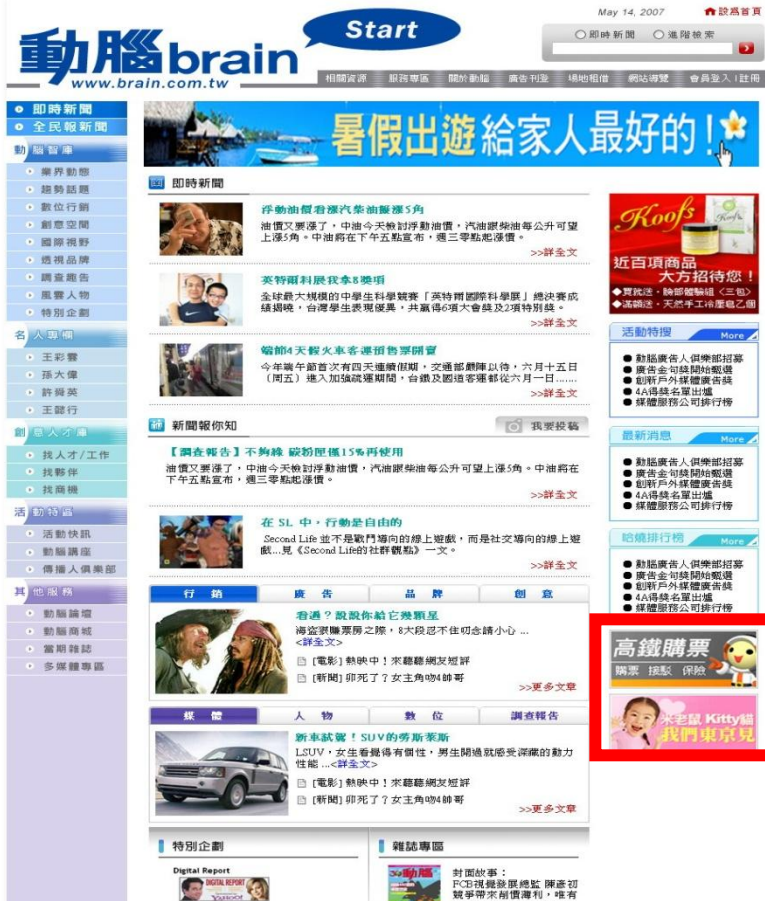 May 14, 2007
設為首頁
動腦brain
www.brain.com.tw
Start
即時新聞
進階檢索
相關資源
服務專區
關於動腦
廣告刊登
場地租借
網站導覽
會員登入 | 註冊
即時新聞
全民報新聞
動腦智庫
業界動態
趨勢話題
數位行銷
創意空間
國際視野
透視品牌
調查報告
風雲人物
特別企劃
名人專欄
王彩雲
孫大偉
許舜英
王懿行
創意人才庫
找人才/工作
找夥伴
找商機
活動特區
活動快訊
動腦講座
傳播人俱樂部
其他服務
動腦論壇
動腦商城
當期雜誌
多媒體專區
暑假出遊給家人最好的!
即時新聞
浮動油價看漲汽柴油擬漲5角
油價又要漲了,中油今天檢討浮動油價,汽油跟柴油每公升可望
上漲5角。中油將在下午五點宣布,週三零點起漲價。
>>詳全文
英特爾科展我拿8獎項
全球最大規模的中學生科學競賽「英特爾國際科學展」總決賽成
績揭曉,台灣學生表現優異,共贏得6項大會獎及2項特別獎。
>>詳全文
端節4天假火車客運預售票開賣
今年端午節首次有四天連續假期,交通部嚴陣以待,六月十五日
(周五)進入加強疏運期間,台鐵及國道客運都從六月一日.......
>>詳全文
新聞報你知
我要投稿
【調查報告】不夠綠 碳粉匣僅15%再使用
油價又要漲了,中油今天檢討浮動油價,汽油跟柴油每公升可望上漲5角。中油將在
下午五點宣布,週三零點起漲價。
>>詳全文
在 SL 中,行動是自由的
Second Life 並不是戰鬥導向的線上遊戲,而是社交導向的線上遊
戲...見《Second Life的社群觀點》一文。
>>詳全文
行 銷
廣 告
品 牌
創 意
看過?說說你給它幾顆星
海盜狠賺票房之際,8大段忍不住叨念請小心 ...
<詳全文>
[電影] 熱映中!來聽聽網友短評
[新聞] 卯死了?女主角吻4帥哥
>>更多文章
媒 體
人 物
數 位
調查報告
新車試駕!SUV的勞斯萊斯
LSUV,女生看覺得有個性,男生開過就感受深藏的動力
性能 ...<詳全文>
[電影] 熱映中!來聽聽網友短評
[新聞] 卯死了?女主角吻4帥哥
>>更多文章
特別企劃
Digital Report
DIGITAL REPORT
雜誌專區
動腦
封面故事:
FCB視覺發展總監 陳彥初
競爭帶來削價薄利,唯有
Koofs
近百項商品
大方招待您!
◆買就送,臉部體驗組〈三包〉
◆滿額送,天然手工冷壓皂乙個
活動特搜
More
動腦廣告人俱樂部招募
廣告金句獎開始甄選
創新戶外媒體廣告獎
4A得獎名單出爐
媒體服務公司排行榜
最新消息
More
動腦廣告人俱樂部招募
廣告金句獎開始甄選
創新戶外媒體廣告獎
4A得獎名單出爐
媒體服務公司排行榜
哈燒排行榜
More
動腦廣告人俱樂部招募
廣告金句獎開始甄選
創新戶外媒體廣告獎
4A得獎名單出爐
媒體服務公司排行榜
高鐵購票
購票 接駁 保險
米老鼠 Kitty貓
我們東京見